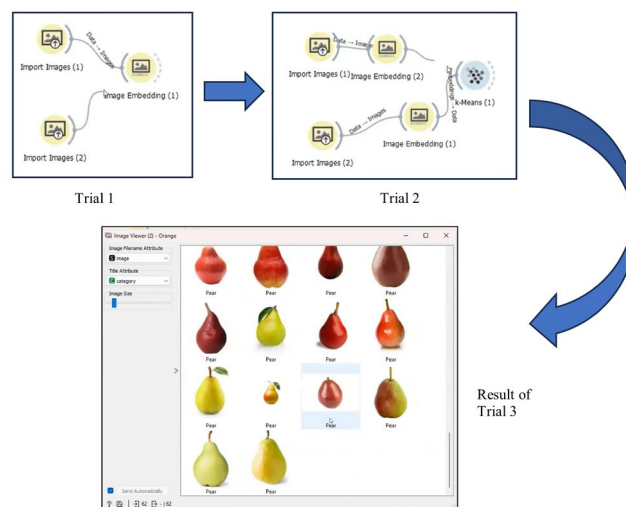 Data → Images
Import Images (1)
Image Embedding (1)
Import Images (2)
Trial 1
Data → Images
Import Images (1)
Image Embedding (2)
k-Means (1)
Embeddings → Data
Data → Images
Image Embedding (1)
Import Images (2)
Trial 2
Image Viewer (2) - Orange
Image Filename Attribute
S image
Title Attribute
C category
Image Size
Pear Pear Pear Pear
Pear Pear Pear Pear
Pear Pear Pear Pear
Pear Pear
Send Automatically
62 - | 62
Result of
Trial 3